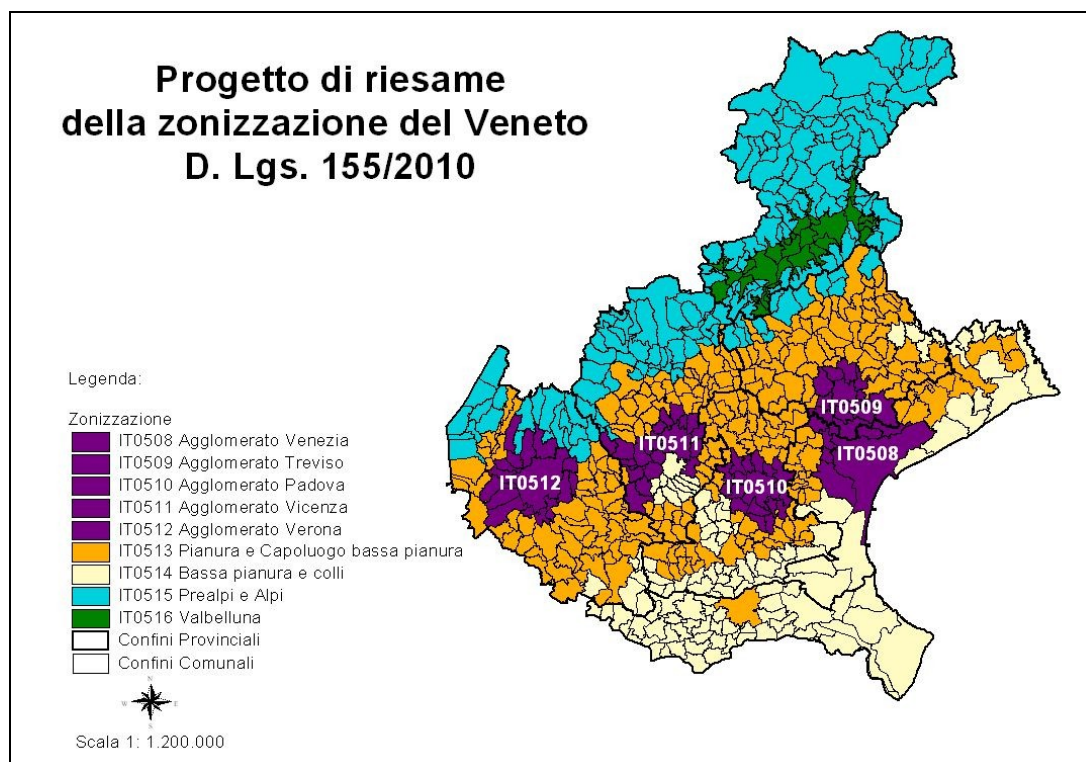 Progetto di riesame
della zonizzazione del Veneto
D. Lgs. 155/2010
Legenda:
Zonizzazione
IT0508 Agglomerato Venezia
IT0509 Agglomerato Treviso
IT0510 Agglomerato Padova
IT0511 Agglomerato Vicenza
IT0512 Agglomerato Verona
IT0513 Pianura e Capoluogo bassa pianura
IT0514 Bassa pianura e colli
IT0515 Prealpi e Alpi
IT0516 Valbelluna
Confini Provinciali
Confini Comunali
N
W E
S
Scala 1: 1.200.000
IT0509
IT0511
IT0508
IT0512
IT0510